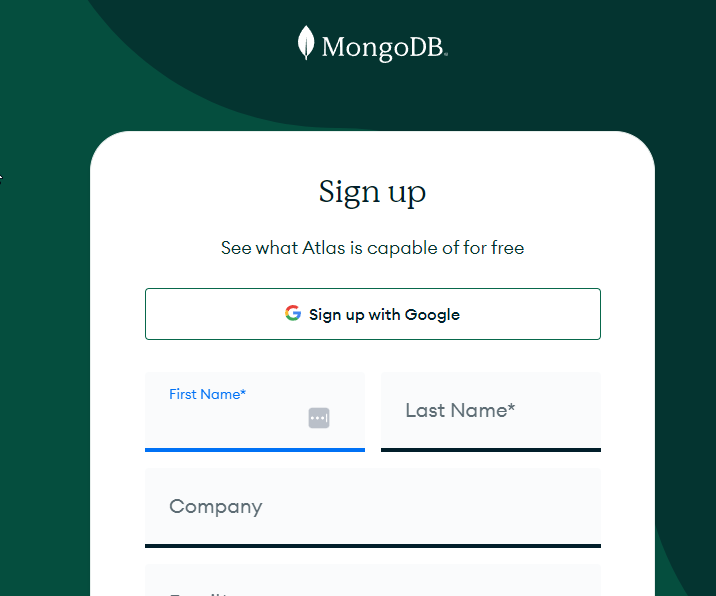 MongoDB.
Sign up
See what Atlas is capable of for free
Sign up with Google
First Name*
Last Name*
Company